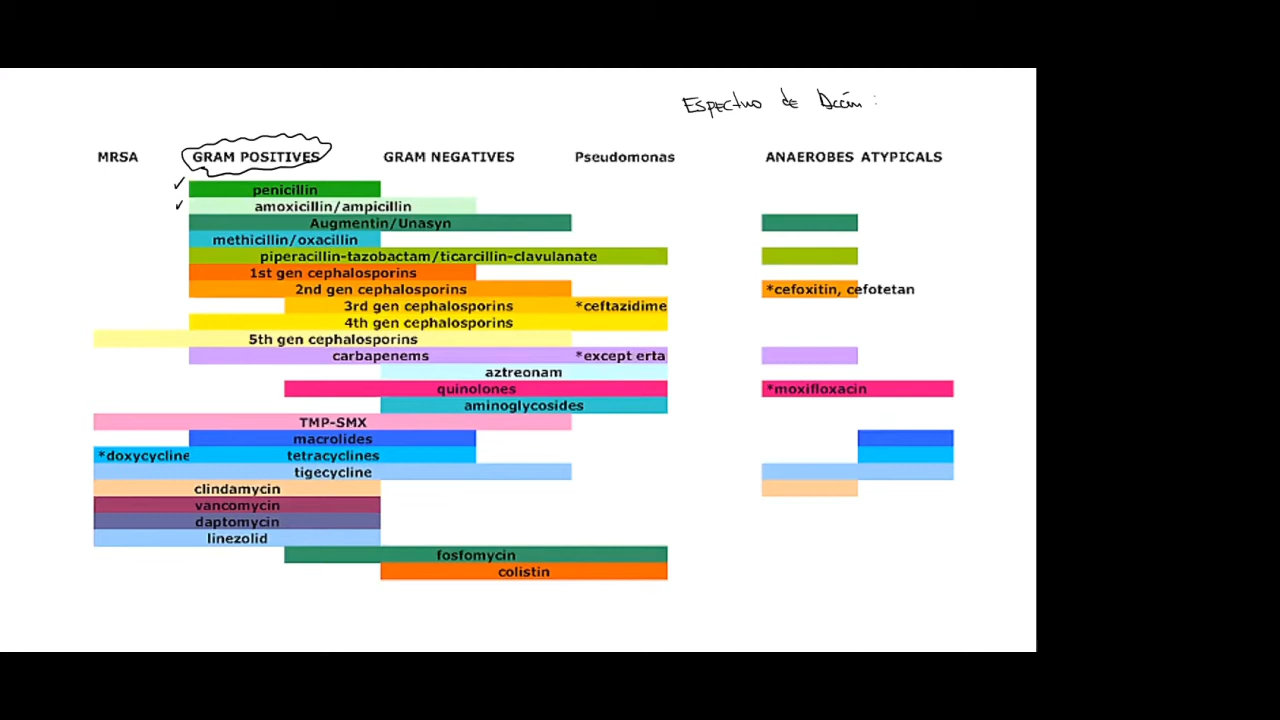 Espectro de Acción:
MRSA GRAM POSITIVES GRAM NEGATIVES Pseudomonas ANAEROBES ATYPICALS
penicillin
amoxicillin/ampicillin
Augmentin/Unasyn
methicillin/oxacillin
piperacillin-tazobactam/ticarcillin-clavulanate
1st gen cephalosporins
2nd gen cephalosporins *cefoxitin, cefotetan
3rd gen cephalosporins *ceftazidime
4th gen cephalosporins
5th gen cephalosporins
carbapenems *except erta
aztreonam
quinolones *moxifloxacin
aminoglycosides
TMP-SMX
macrolides
*doxycycline tetracyclines
tigecycline
clindamycin
vancomycin
daptomycin
linezolid
fosfomycin
colistin